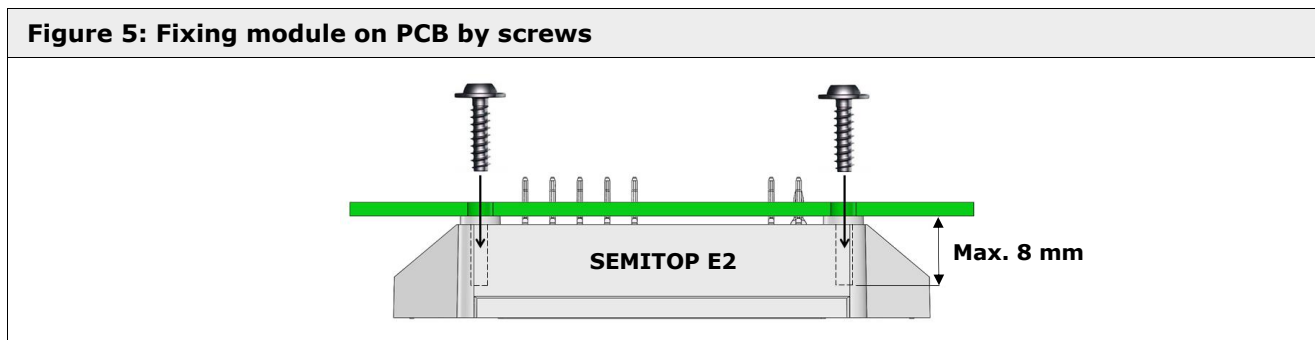 Figure 5: Fixing module on PCB by screws
SEMITOP E2
Max. 8 mm